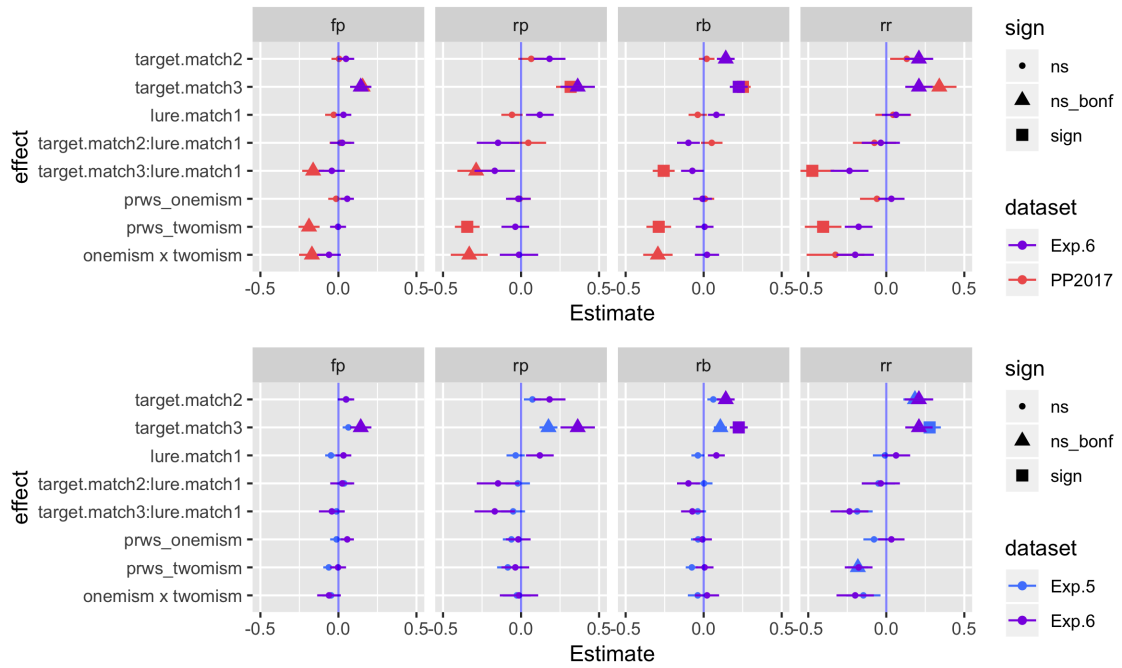 fp rp rb rr
target.match2
target.match3
lure.match1
target.match2:lure.match1
target.match3:lure.match1
prws_onemism
prws_twomism
onemism x twomism
effect
-0.5 0.0 0.5 -0.5 0.0 0.5 -0.5 0.0 0.5 -0.5 0.0 0.5
Estimate
sign
ns
ns_bonf
sign
dataset
Exp.6
PP2017
fp rp rb rr
target.match2
target.match3
lure.match1
target.match2:lure.match1
target.match3:lure.match1
prws_onemism
prws_twomism
onemism x twomism
effect
-0.5 0.0 0.5 -0.5 0.0 0.5 -0.5 0.0 0.5 -0.5 0.0 0.5
Estimate
sign
ns
ns_bonf
sign
dataset
Exp.5
Exp.6